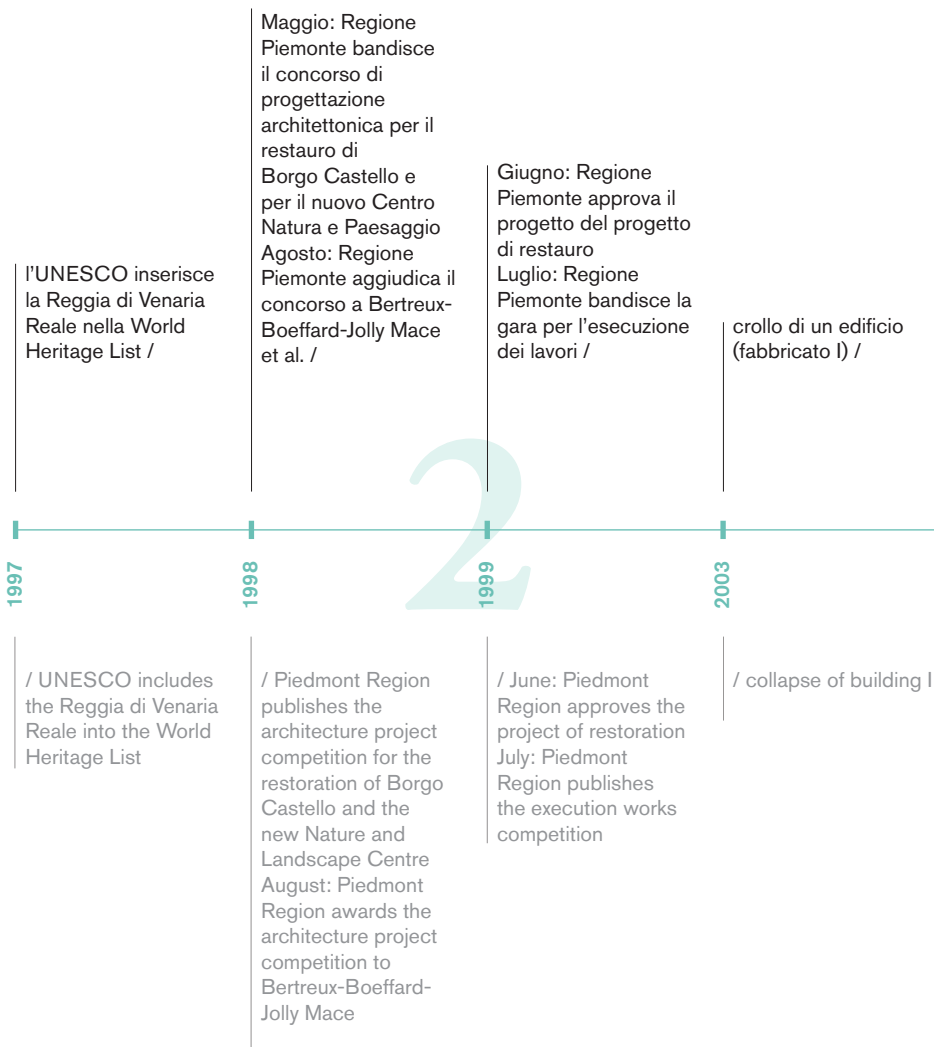 l'UNESCO inserisce
la Reggia di Venaria
Reale nella World
Heritage List /
Maggio: Regione
Piemonte bandisce
il concorso di
progettazione
architettonica per il
restauro di
Borgo Castello e
per il nuovo Centro
Natura e Paesaggio
Agosto: Regione
Piemonte aggiudica il
concorso a Bertreux-
Boeffard-Jolly Mace
et al. /
Giugno: Regione
Piemonte approva il
progetto del progetto
di restauro
Luglio: Regione
Piemonte bandisce la
gara per l'esecuzione
dei lavori /
crollo di un edificio
(fabbricato I) /
2
1997
1998
1999
2003
/ UNESCO includes
the Reggia di Venaria
Reale into the World
Heritage List
/ Piedmont Region
publishes the
architecture project
competition for the
restoration of Borgo
Castello and the
new Nature and
Landscape Centre
August: Piedmont
Region awards the
architecture project
competition to
Bertreux-Boeffard-
Jolly Mace
/ June: Piedmont
Region approves the
project of restoration
July: Piedmont
Region publishes
the execution works
competition
/ collapse of building I